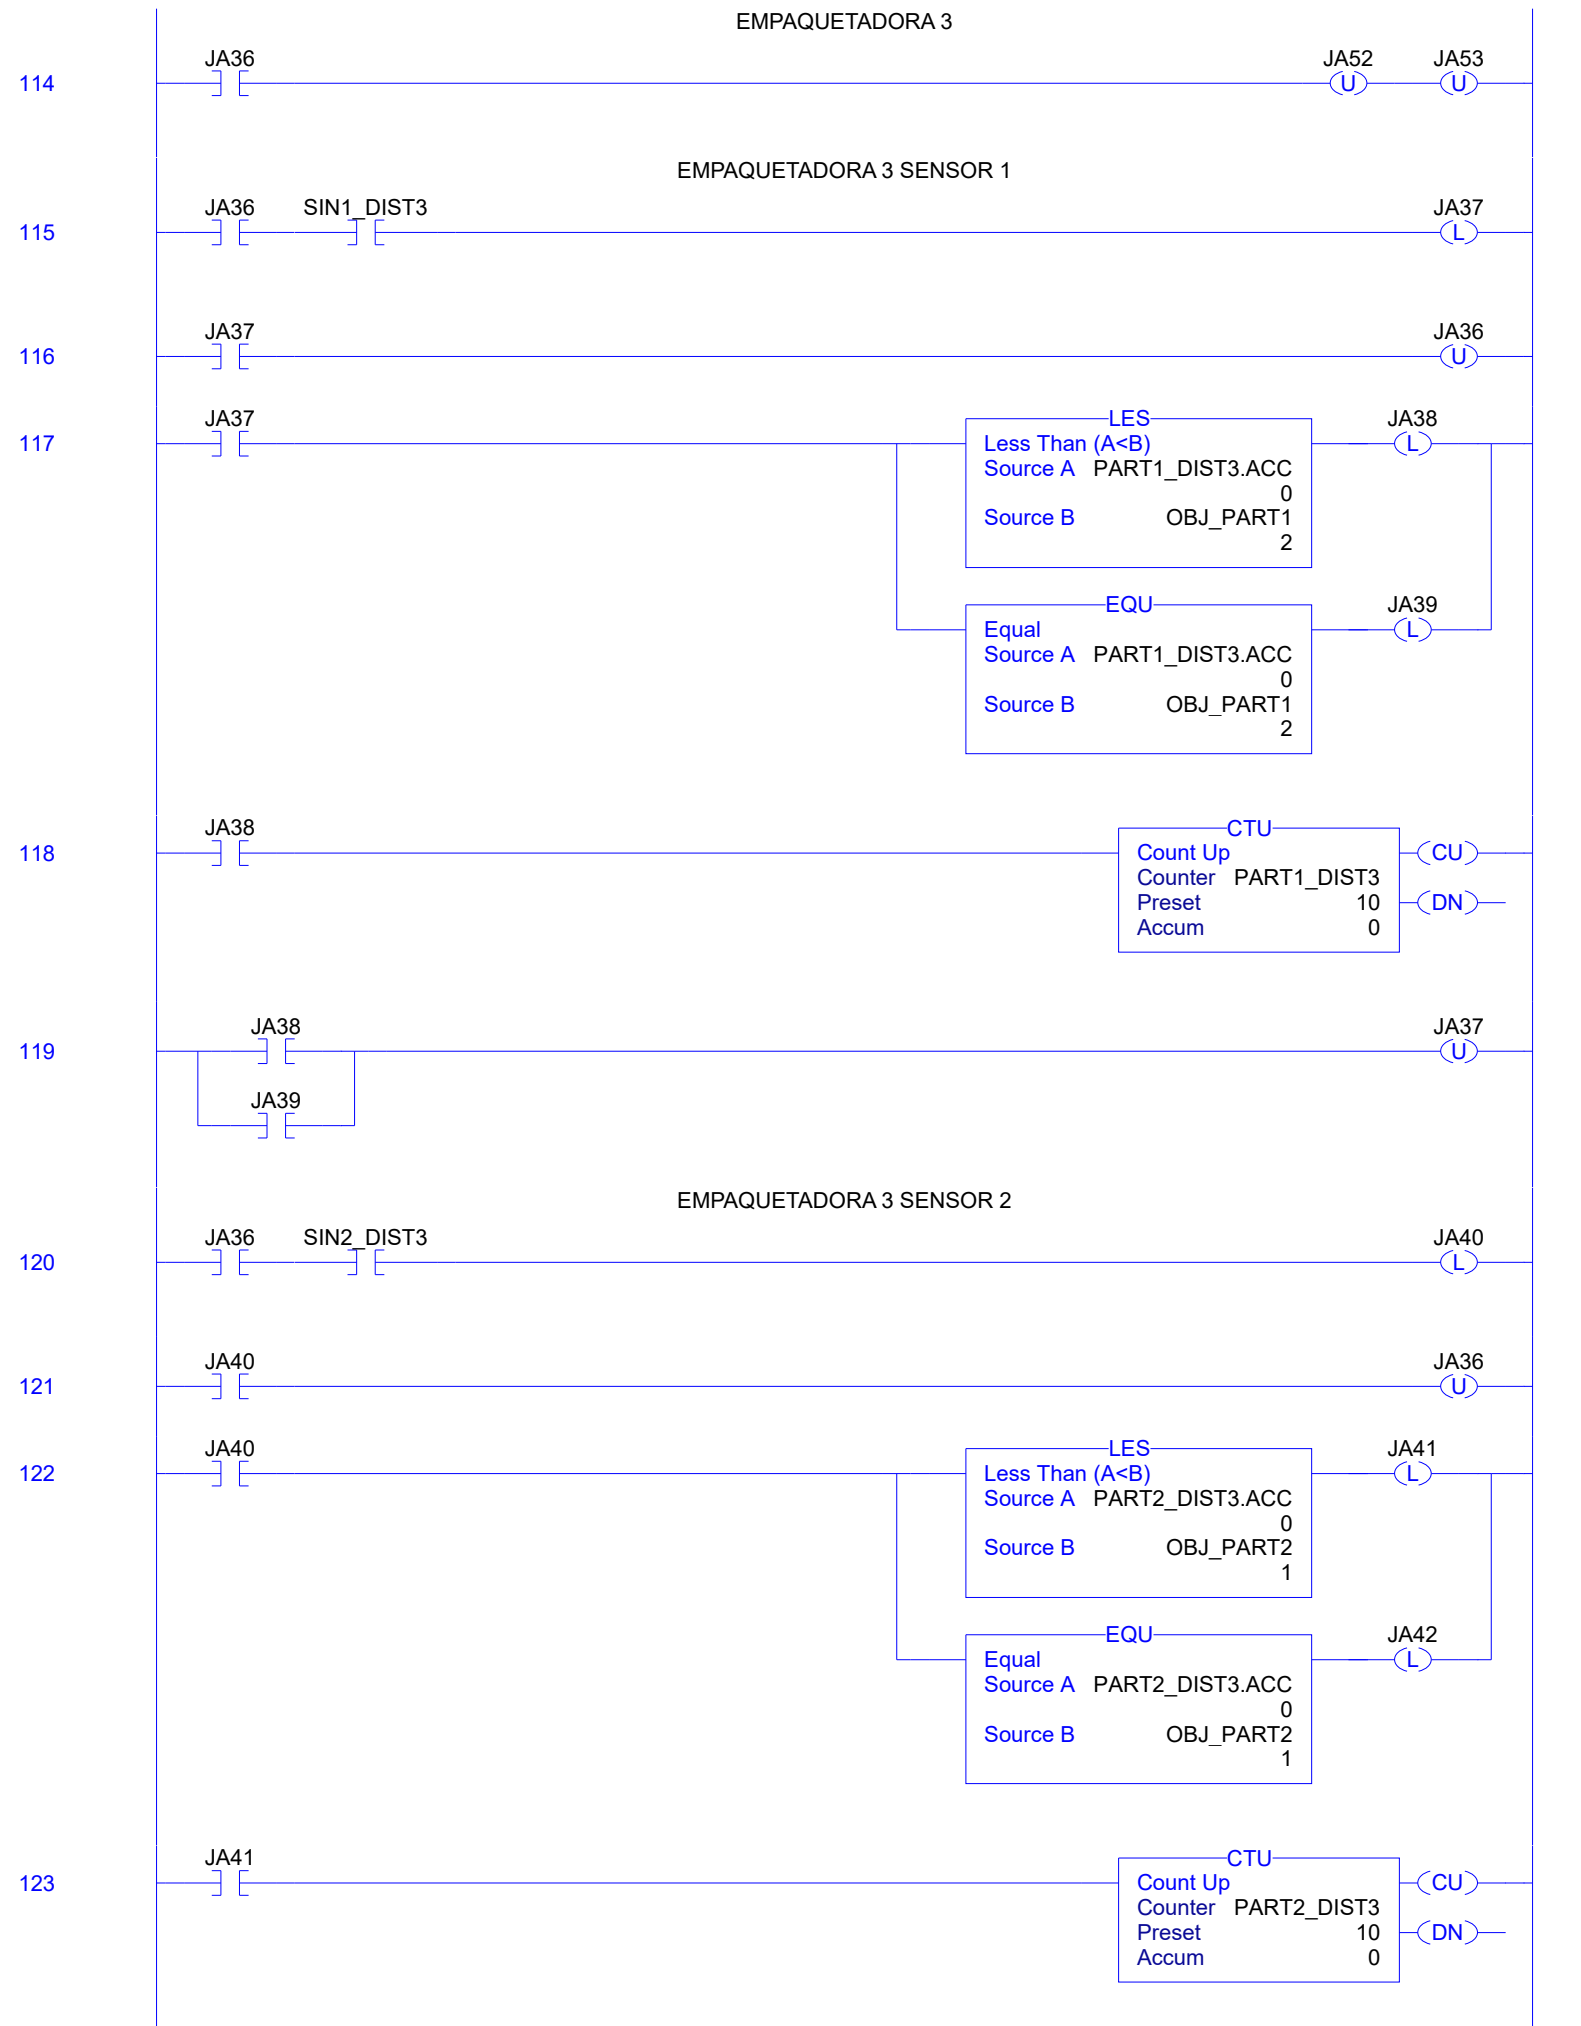 EMPAQUETADORA 3
JA36 JA52 JA53
114 U U
EMPAQUETADORA 3 SENSOR 1
JA36 SIN1_DIST3 JA37
115 L
JA37 JA36
116 U
JA37 LES JA38
117 Less Than (A<B) L
Source A PART1_DIST3.ACC
0
Source B OBJ_PART1
2
EQU JA39
Equal L
Source A PART1_DIST3.ACC
0
Source B OBJ_PART1
2
JA38 CTU
118 Count Up CU
Counter PART1_DIST3
Preset 10 DN
Accum 0
JA38 JA37
119 U
JA39
EMPAQUETADORA 3 SENSOR 2
JA36 SIN2_DIST3 JA40
120 L
JA40 JA36
121 U
JA40 LES JA41
122 Less Than (A<B) L
Source A PART2_DIST3.ACC
0
Source B OBJ_PART2
1
EQU JA42
Equal L
Source A PART2_DIST3.ACC
0
Source B OBJ_PART2
1
JA41 CTU
123 Count Up CU
Counter PART2_DIST3
Preset 10 DN
Accum 0